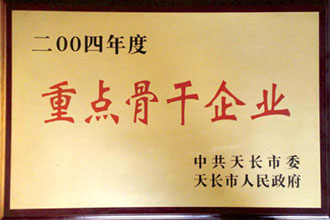 二00四年度
重点骨干企业
中共天长市委
天长市人民政府